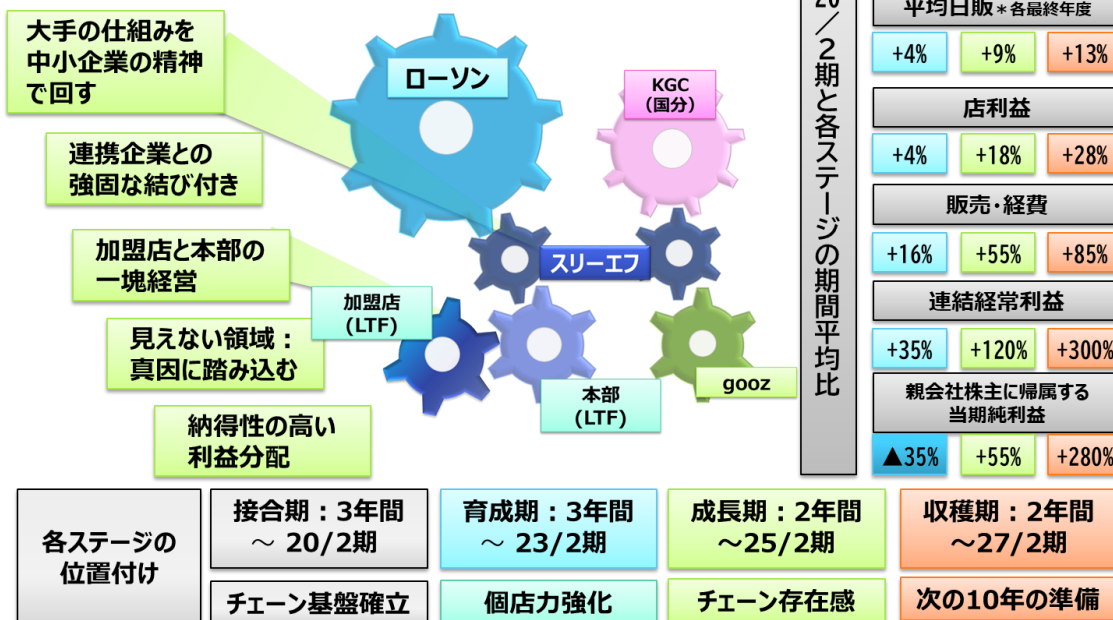 大手の仕組みを
中小企業の精神
で回す
連携企業との
強固な結び付き
加盟店と本部の
一塊経営
見えない領域：
真因に踏み込む
納得性の高い
利益分配
ローソン
KGC
（国分）
スリーエフ
加盟店
(LTF)
本部
(LTF)
gooz
20／2期と各ステージの期間平均比
平均日販＊各最終年度
+4%
+9%
+13%
店利益
+4%
+18%
+28%
販売・経費
+16%
+55%
+85%
連結経常利益
+35%
+120%
+300%
親会社株主に帰属する
当期純利益
▲35%
+55%
+280%
各ステージの
位置付け
接合期：3年間
～ 20/2期
育成期：3年間
～ 23/2期
成長期：2年間
～25/2期
収穫期：2年間
～27/2期
チェーン基盤確立
個店力強化
チェーン存在感
次の10年の準備